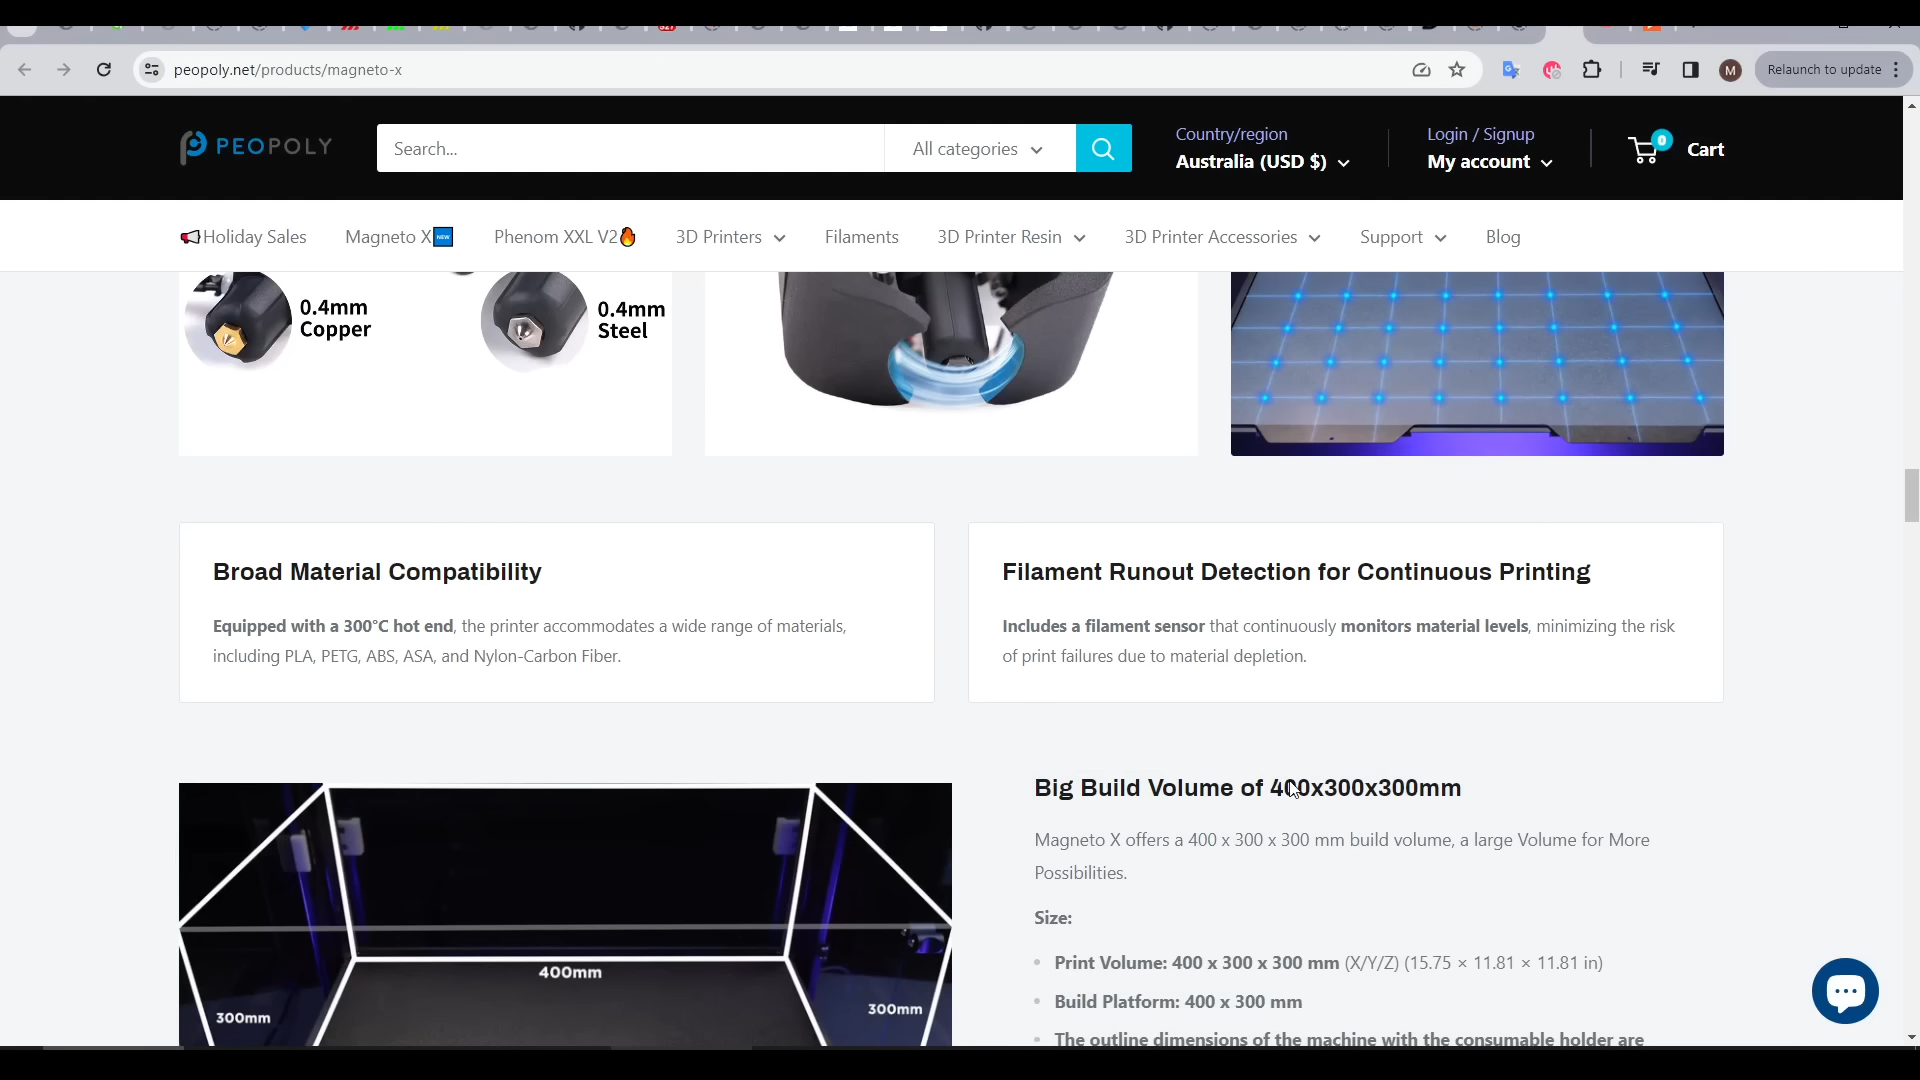 peopoly.net/products/magneto-x
M
Relaunch to update
PEOPOLY
Search...
All categories
Country/region
Australia (USD $)
Login / Signup
My account
0
Cart
Holiday Sales
Magneto X
NEW
Phenom XXL V2
3D Printers
Filaments
3D Printer Resin
3D Printer Accessories
Support
Blog
0.4mm
Copper
0.4mm
Steel
Broad Material Compatibility
Equipped with a 300°C hot end, the printer accommodates a wide range of materials,
including PLA, PETG, ABS, ASA, and Nylon-Carbon Fiber.
Filament Runout Detection for Continuous Printing
Includes a filament sensor that continuously monitors material levels, minimizing the risk
of print failures due to material depletion.
400mm
300mm
300mm
Big Build Volume of 400x300x300mm
Magneto X offers a 400 x 300 x 300 mm build volume, a large Volume for More
Possibilities.
Size:
Print Volume: 400 x 300 x 300 mm (X/Y/Z) (15.75 × 11.81 × 11.81 in)
Build Platform: 400 x 300 mm
The outline dimensions of the machine with the consumable holder are